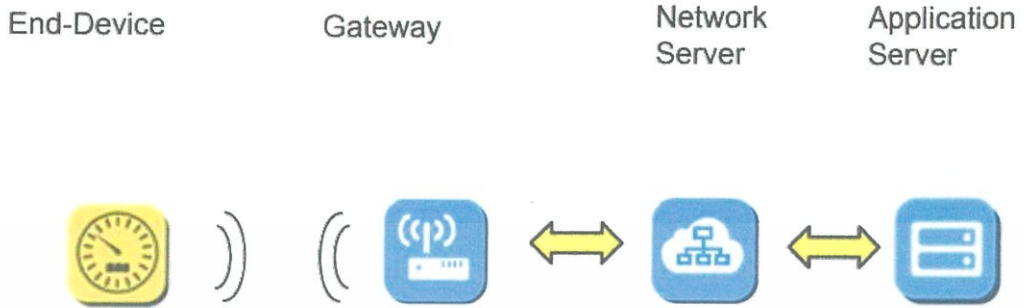 End-Device
Gateway
Network
Server
Application
Server